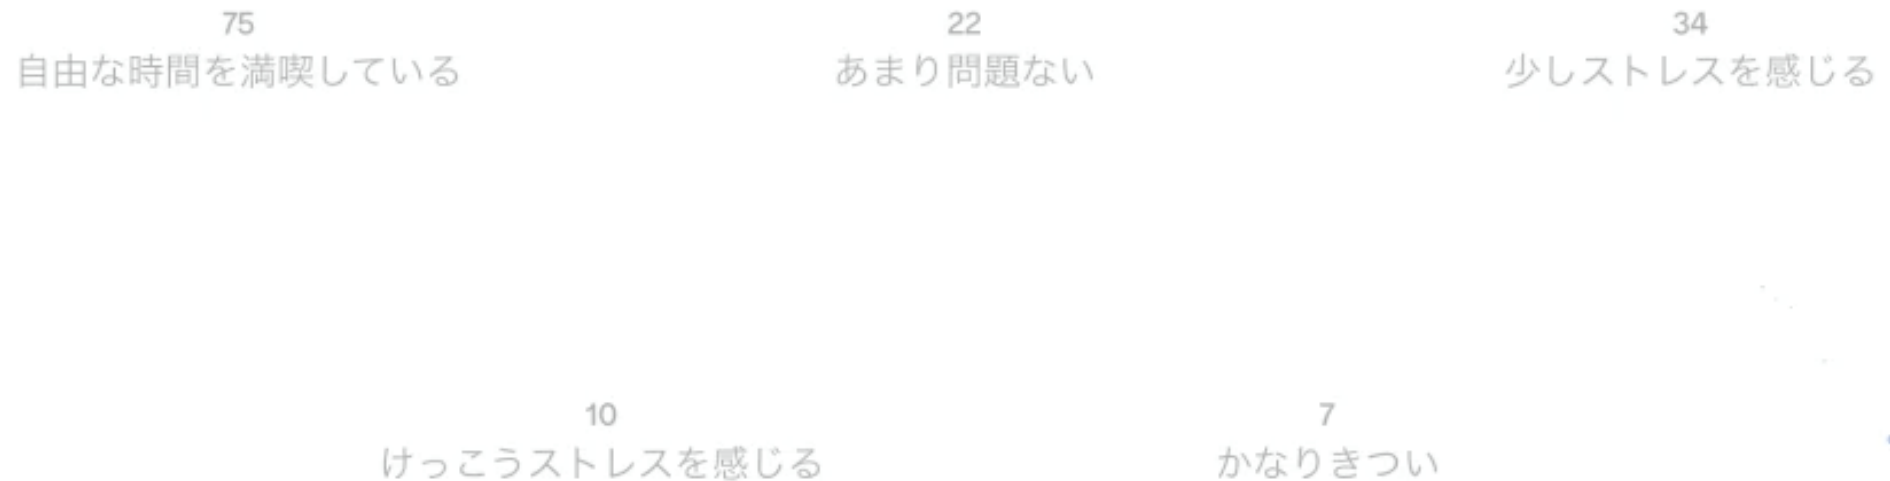 75
自由な時間を満喫している
22
あまり問題ない
34
少しストレスを感じる
10
けっこうストレスを感じる
7
かなりきつい